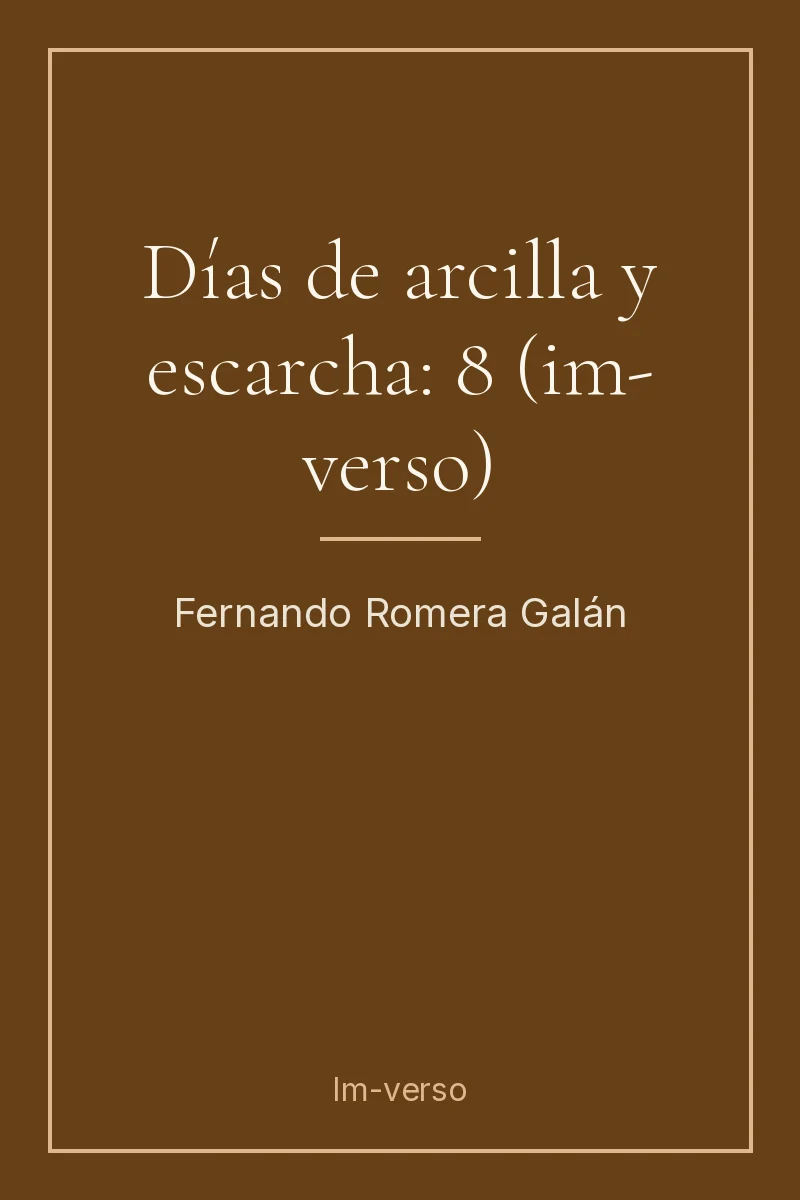 Días de arcilla y
escarcha: 8 (im-
verso)
Fernando Romera Galán
Im-verso